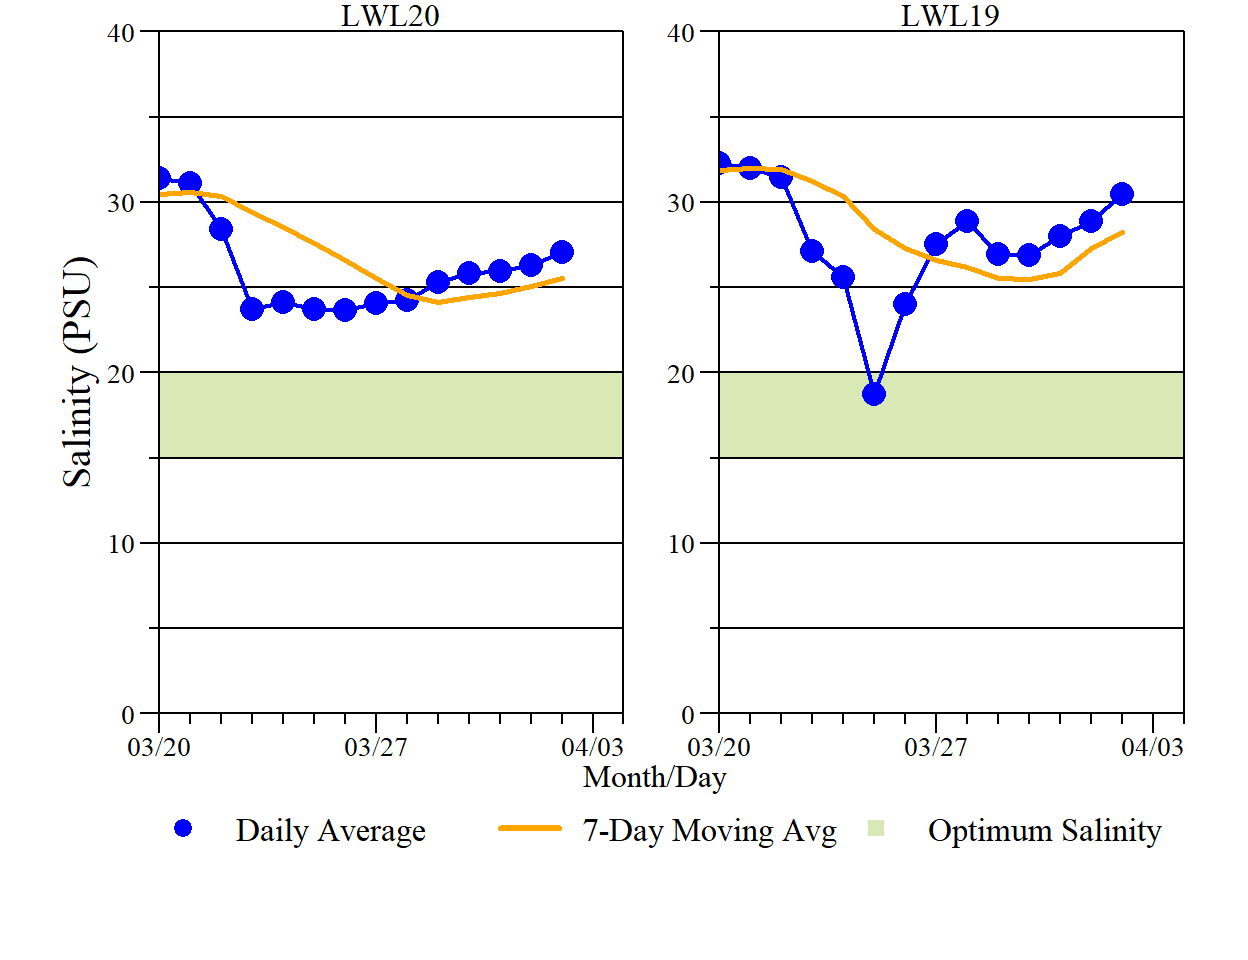 LWL20
LWL19
40
30
20
10
0
40
30
20
10
0
Salinity (PSU)
03/20
03/27
04/03
03/20
03/27
04/03
Month/Day
Daily Average
7-Day Moving Avg
Optimum Salinity